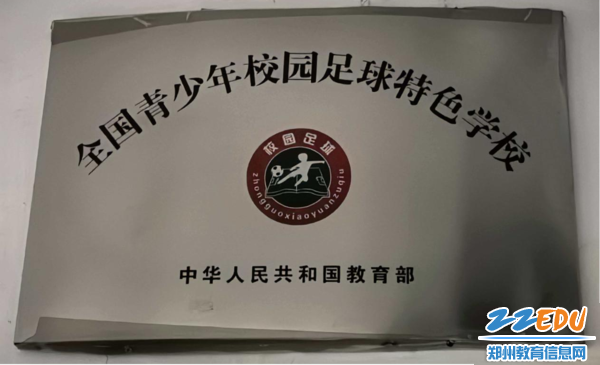 全国青少年校园足球特色学校
校园足球
zhongguoxiaoyuanzuqiu
中华人民共和国教育部
ZZEDU
郑州教育信息网